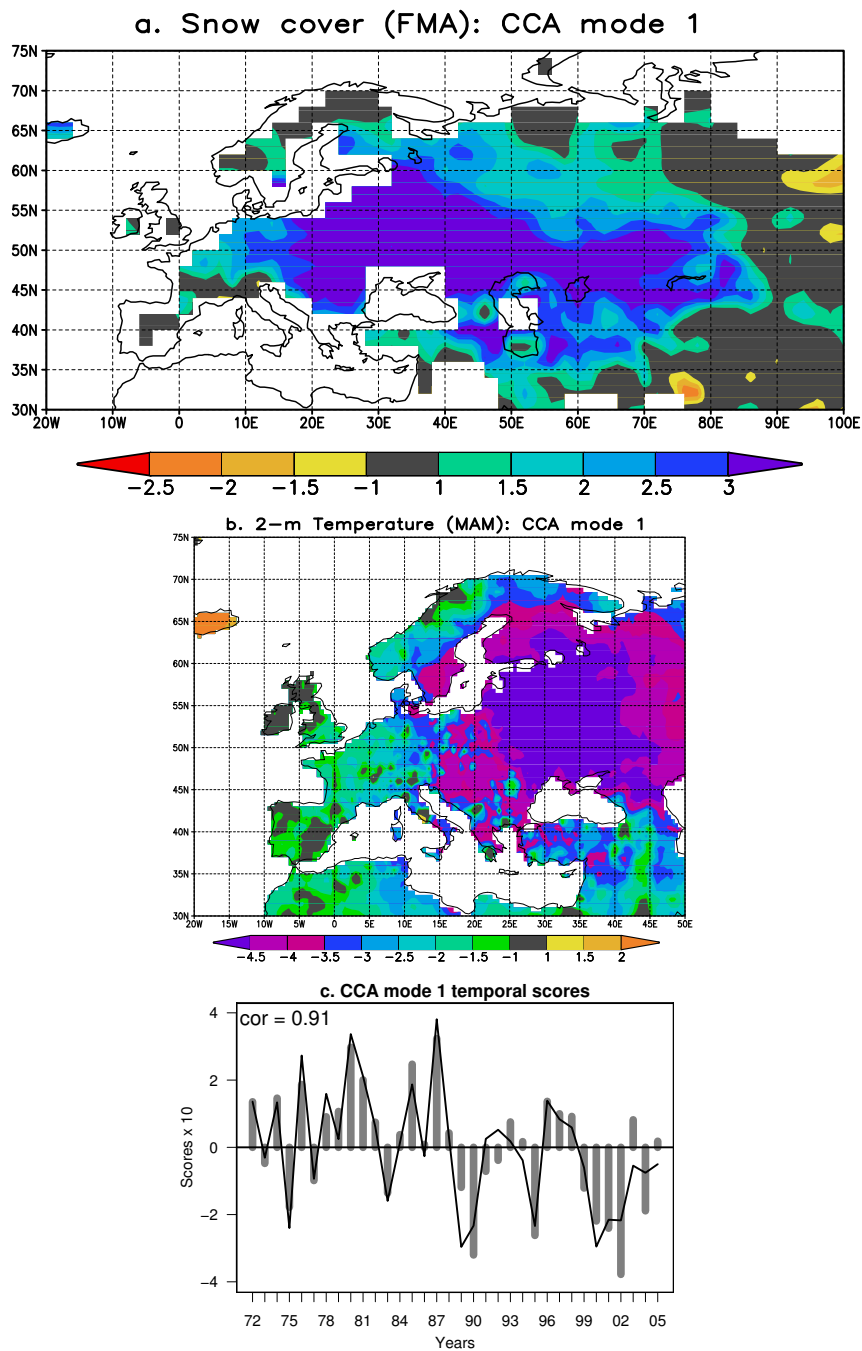 a. Snow cover (FMA): CCA mode 1
75N
70N
65N
60N
55N
50N
45N
40N
35N
30N
20W 10W 0 10E 20E 30E 40E 50E 60E 70E 80E 90E 100E
−2.5 −2 −1.5 −1 1 1.5 2 2.5 3
b. 2−m Temperature (MAM): CCA mode 1
75N
70N
65N
60N
55N
50N
45N
40N
35N
30N
20W 15W 10W 5W 0 5E 10E 15E 20E 25E 30E 35E 40E 45E 50E
−4.5 −4 −3.5 −3 −2.5 −2 −1.5 −1 1 1.5 2
c. CCA mode 1 temporal scores
cor = 0.91
4
2
0
−2
−4
Scores x 10
72 75 78 81 84 87 90 93 96 99 02 05
Years